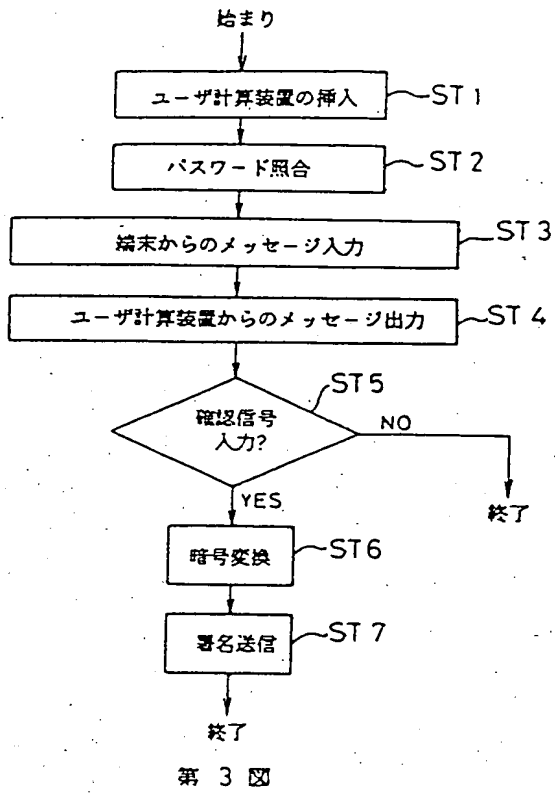 始まり
ユーザ計算装置の挿入
ST 1
パスワード照合
ST 2
端末からのメッセージ入力
ST 3
ユーザ計算装置からのメッセージ出力
ST 4
ST 5
確認信号
入力?
NO
終了
YES
暗号変換
ST 6
署名送信
ST 7
終了
第 3 図